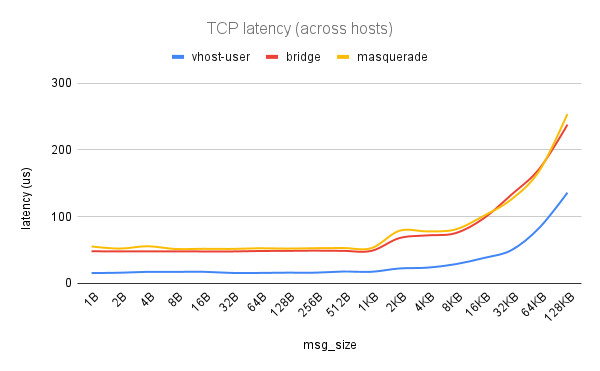 TCP latency (across hosts)
vhost-user bridge masquerade
300
200
100
0
latency (us)
1B 2B 4B 8B 16B 32B 64B 128B 256B 512B 1KB 2KB 4KB 8KB 16KB 32KB 64KB 128KB
msg_size